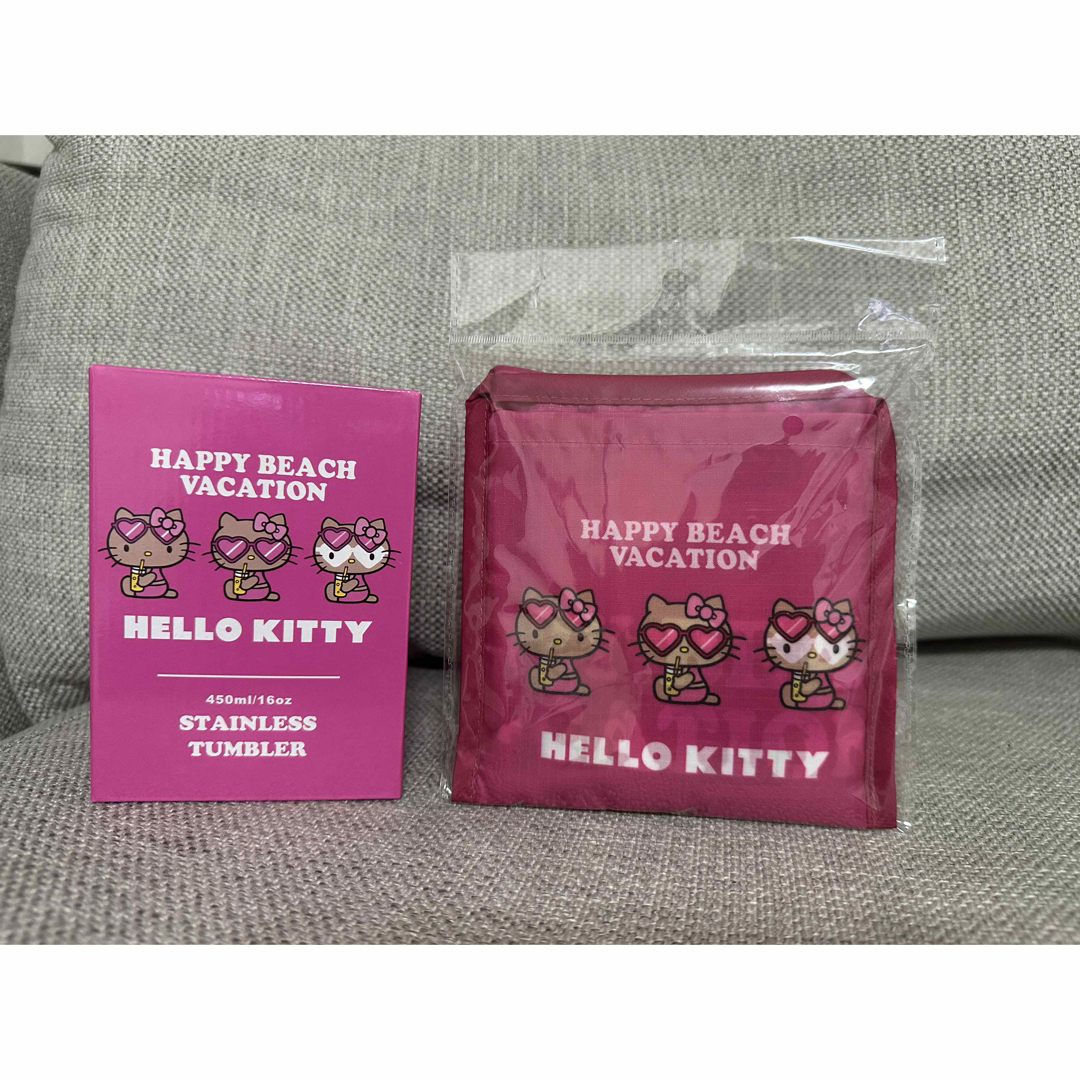 HAPPY BEACH
VACATION
HELLO KITTY
450ml/16oz
STAINLESS
TUMBLER
HAPPY BEACH
VACATION
HELLO KITTY